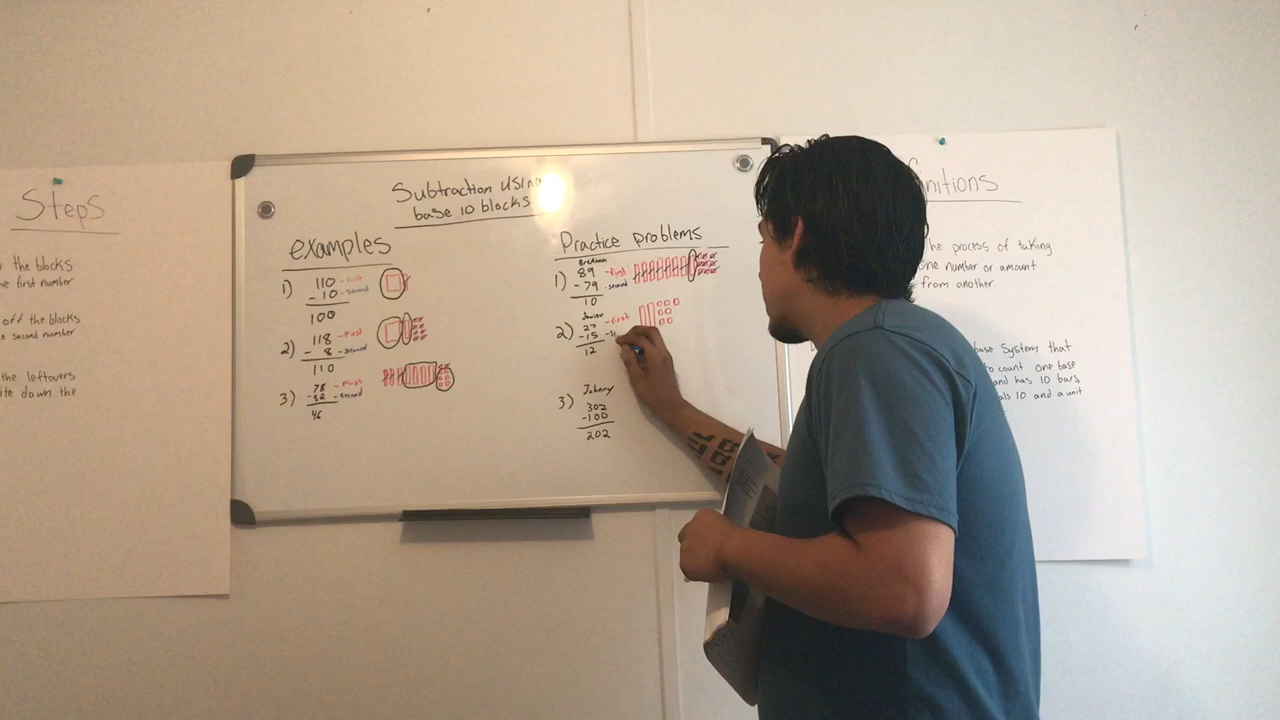 Steps
the blocks
e first number
off the blocks
e second number
the leftovers
ite down the
Subtraction Using
base 10 blocks
examples
1) 110 - first
- 10 - second
100
2) 118 - first
- 8 - second
110
3) 78 - first
- 32 - second
46
Practice problems
Brennan
1) 89 - first
- 79 - second
10
Javier
2) 27 - first
- 15 - se
12
Johnny
3) 302
- 100
202
initions
he process of taking
one number or amount
from another.
base System that
to count one base
and has 10 bars
als 10 and a unit